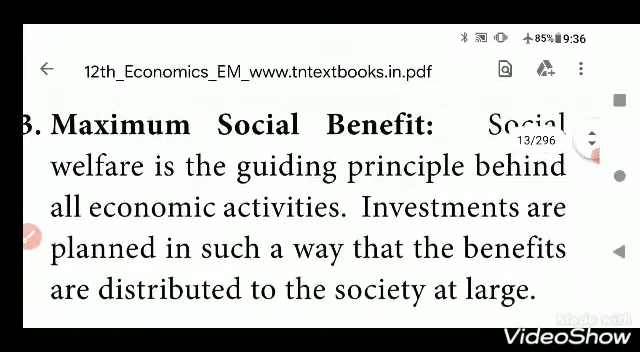 85% 9:36
12th_Economics_EM_www.tntextbooks.in.pdf
3. Maximum Social Benefit: Social
13/296
welfare is the guiding principle behind
all economic activities. Investments are
planned in such a way that the benefits
are distributed to the society at large.
Made with
VideoShow